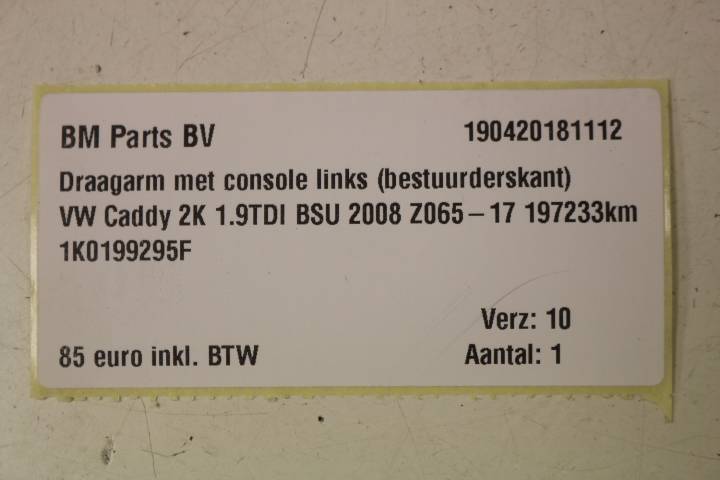 BM Parts BV 190420181112
Draagarm met console links (bestuurderskant)
VW Caddy 2K 1.9TDI BSU 2008 Z065-17 197233km
1K0199295F
Verz: 10
85 euro inkl. BTW Aantal: 1